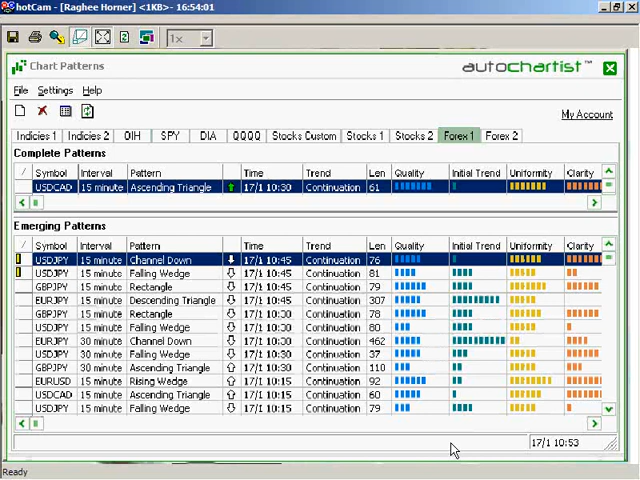 hotCam - [Raghee Horner] <1KB> - 16:54:01
1x
Chart Patterns
autochartist™
File Settings Help
My Account
Indicies 1 Indicies 2 OIH SPY DIA QQQQ Stocks Custom Stocks 1 Stocks 2 Forex 1 Forex 2
Complete Patterns
/ Symbol Interval Pattern Time Trend Len Quality Initial Trend Uniformity Clarity
USDCAD 15 minute Ascending Triangle 17/1 10:30 Continuation 61
Emerging Patterns
/ Symbol Interval Pattern Time Trend Len Quality Initial Trend Uniformity Clarity
USDJPY 15 minute Channel Down 17/1 10:45 Continuation 76
USDJPY 15 minute Falling Wedge 17/1 10:45 Continuation 81
GBPJPY 15 minute Rectangle 17/1 10:45 Continuation 79
EURJPY 15 minute Descending Triangle 17/1 10:45 Continuation 307
GBPJPY 15 minute Rectangle 17/1 10:30 Continuation 78
USDJPY 15 minute Falling Wedge 17/1 10:30 Continuation 80
EURJPY 30 minute Channel Down 17/1 10:30 Continuation 462
USDJPY 30 minute Falling Wedge 17/1 10:30 Continuation 37
GBPJPY 15 minute Ascending Triangle 17/1 10:30 Continuation 110
EURUSD 15 minute Rising Wedge 17/1 10:15 Continuation 92
USDCAD 15 minute Ascending Triangle 17/1 10:15 Continuation 60
USDJPY 15 minute Falling Wedge 17/1 10:15 Continuation 79
17/1 10:53
Ready